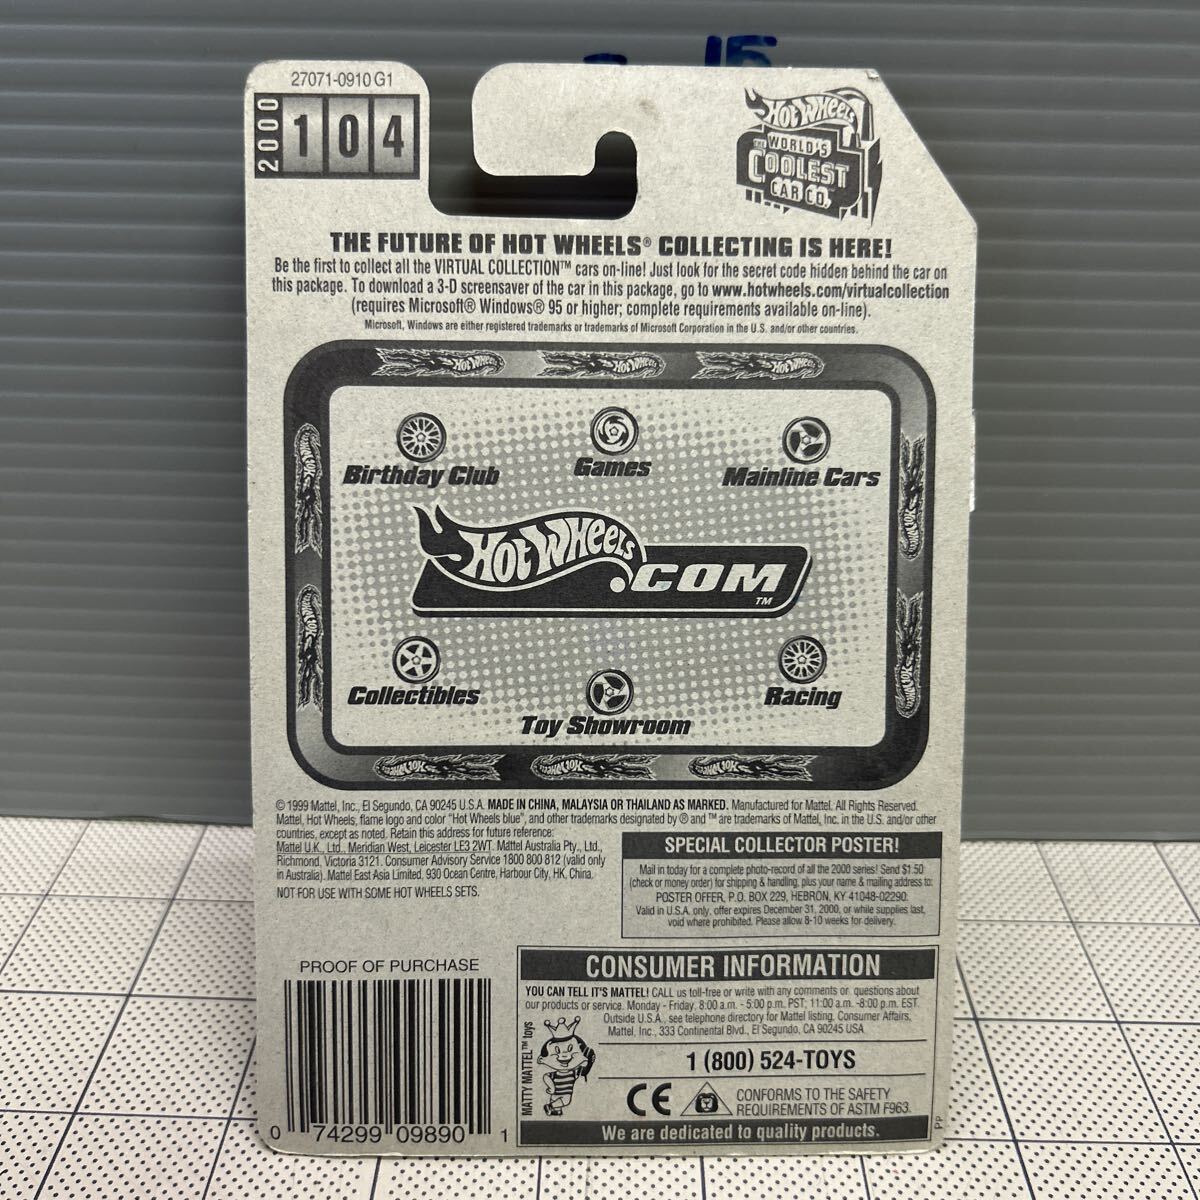 15
27071-0910 G1
2000
104
HOT WHEELS
THE WORLD'S
COOLEST
CAR CO.™
THE FUTURE OF HOT WHEELS® COLLECTING IS HERE!
Be the first to collect all the VIRTUAL COLLECTION™ cars on-line! Just look for the secret code hidden behind the car on
this package. To download a 3-D screensaver of the car in this package, go to www.hotwheels.com/virtualcollection
(requires Microsoft® Windows® 95 or higher; complete requirements available on-line).
Microsoft, Windows are either registered trademarks or trademarks of Microsoft Corporation in the U.S. and/or other countries.
HOT WHEELS HOT WHEELS HOT WHEELS
Birthday Club
Games
Mainline Cars
HOT WHEELS
.COM
™
Collectibles
Toy Showroom
Racing
HOT WHEELS HOT WHEELS HOT WHEELS
© 1999 Mattel, Inc., El Segundo, CA 90245 U.S.A. MADE IN CHINA, MALAYSIA OR THAILAND AS MARKED. Manufactured for Mattel. All Rights Reserved.
Mattel, Hot Wheels, flame logo and color "Hot Wheels blue", and other trademarks designated by ® and ™ are trademarks of Mattel, Inc. in the U.S. and/or other
countries, except as noted. Retain this address for future reference:
Mattel U.K., Ltd., Meridian West, Leicester LE3 2WT. Mattel Australia Pty., Ltd.,
Richmond, Victoria 3121. Consumer Advisory Service 1800 800 812 (valid only
in Australia). Mattel East Asia Limited, 930 Ocean Centre, Harbour City, HK, China.
NOT FOR USE WITH SOME HOT WHEELS SETS.
SPECIAL COLLECTOR POSTER!
Mail in today for a complete photo-record of all the 2000 series! Send $1.50
(check or money order) for shipping & handling, plus your name & mailing address to:
POSTER OFFER, P.O. BOX 229, HEBRON, KY 41048-02290.
Valid in U.S.A. only, offer expires December 31, 2000, or while supplies last,
void where prohibited. Please allow 8-10 weeks for delivery.
PROOF OF PURCHASE
0 74299 09890 1
CONSUMER INFORMATION
YOU CAN TELL IT'S MATTEL! CALL us toll-free or write with any comments or questions about
our products or service. Monday - Friday. 8:00 a.m. - 5:00 p.m. PST; 11:00 a.m. -8:00 p.m. EST.
Outside U.S.A., see telephone directory for Mattel listing. Consumer Affairs,
Mattel, Inc., 333 Continental Blvd., El Segundo, CA 90245 USA
MATTY MATTEL™ toys
1 (800) 524-TOYS
CE
CONFORMS TO THE SAFETY
REQUIREMENTS OF ASTM F963.
We are dedicated to quality products.
PP